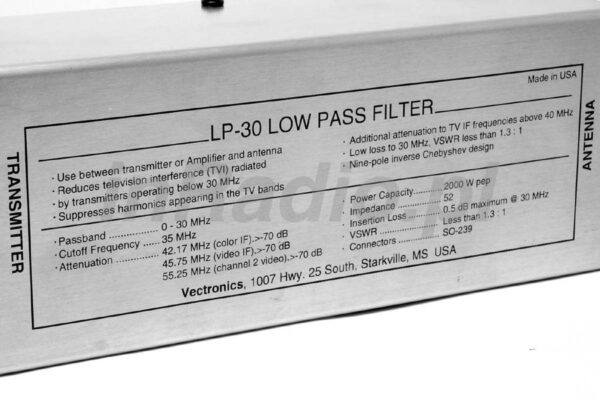 Made in USA
LP-30 LOW PASS FILTER
· Use between transmitter or Amplifier and antenna
· Reduces television interference (TVI) radiated
· by transmitters operating below 30 MHz
· Suppresses harmonics appearing in the TV bands
· Additional attenuation to TV IF frequencies above 40 MHz
· Low loss to 30 MHz, VSWR less than 1.3 : 1
· Nine-pole inverse Chebyshev design
· Passband ................ 0 - 30 MHz
· Cutoff Frequency .... 35 MHz
· Attenuation .............. 42.17 MHz (color IF).>-70 dB
45.75 MHz (video IF).>-70 dB
55.25 MHz (channel 2 video).>-70 dB
· Power Capacity.......... 2000 W pep
· Impedance ................ 52
· Insertion Loss ............ 0.5 dB maximum @ 30 MHz
· VSWR ........................ Less than 1.3 : 1
· Connectors ................ SO-239
Vectronics, 1007 Hwy. 25 South, Starkville, MS USA
TRANSMITTER
ANTENNA